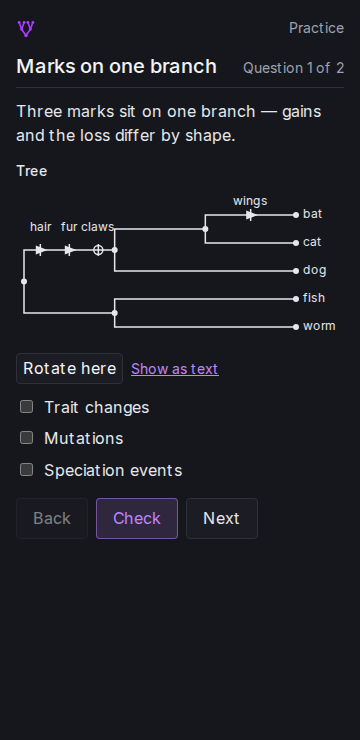 Practice
Marks on one branch
Question 1 of 2
Three marks sit on one branch — gains
and the loss differ by shape.
Tree
wings
bat
hair fur claws
cat
dog
fish
worm
Rotate here
Show as text
Trait changes
Mutations
Speciation events
Back
Check
Next